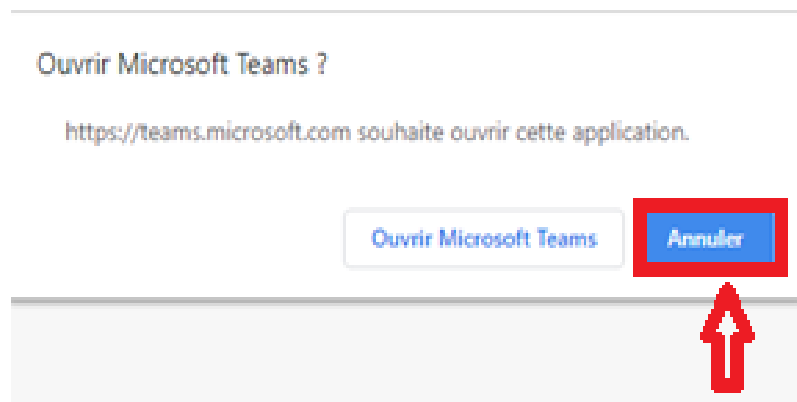 Ouvrir Microsoft Teams ?
https://teams.microsoft.com souhaite ouvrir cette application.
Ouvrir Microsoft Teams
Annuler